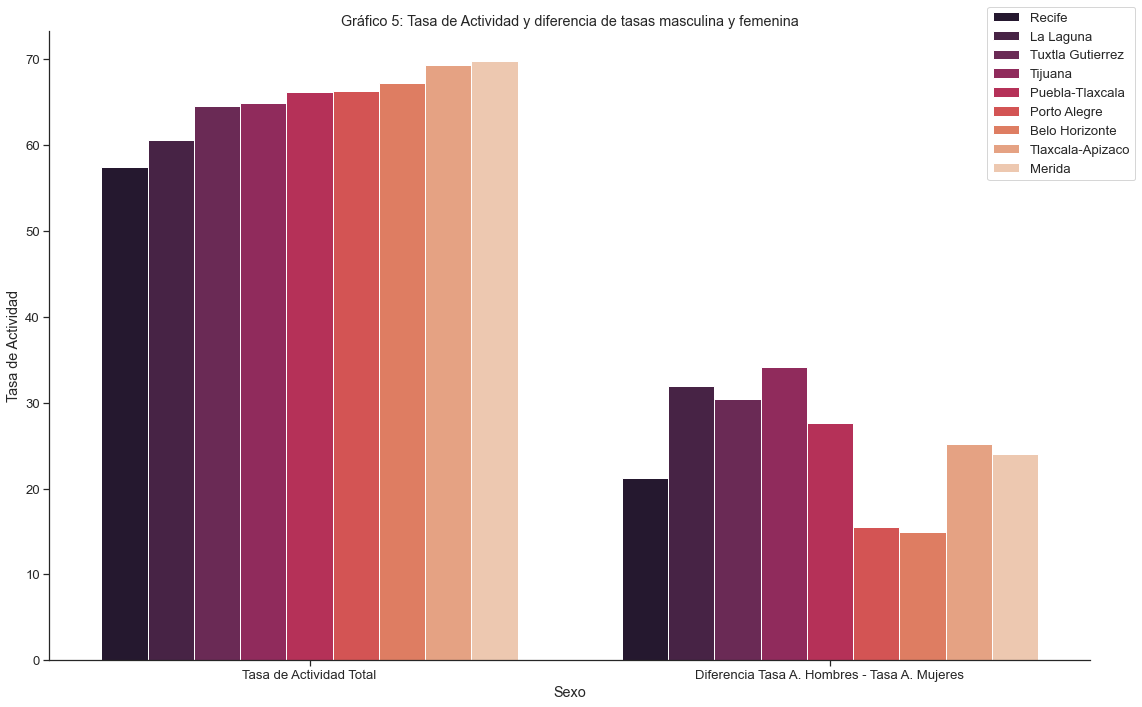 Gráfico 5: Tasa de Actividad y diferencia de tasas masculina y femenina
Recife
La Laguna
Tuxtla Gutierrez
Tijuana
Puebla-Tlaxcala
Porto Alegre
Belo Horizonte
Tlaxcala-Apizaco
Merida
Tasa de Actividad
70
60
50
40
30
20
10
0
Tasa de Actividad Total
Diferencia Tasa A. Hombres - Tasa A. Mujeres
Sexo